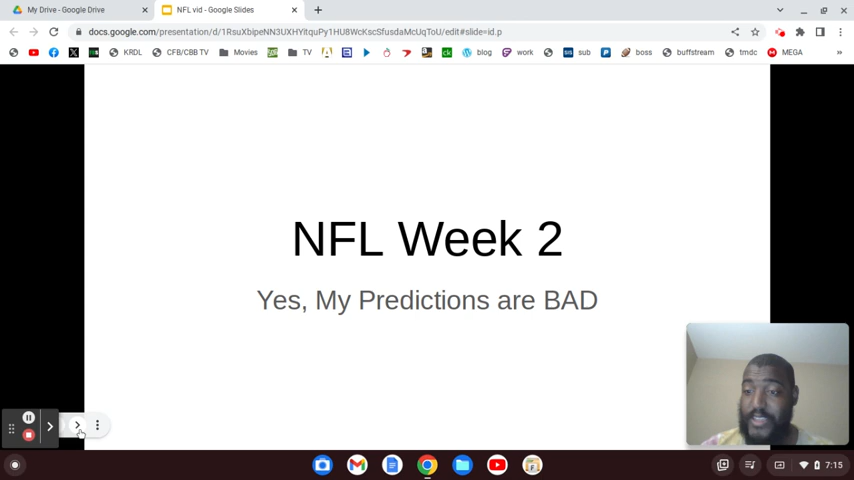 My Drive - Google Drive
NFL vid - Google Slides
docs.google.com/presentation/d/1RsuXbipeNN3UXHYitquPy1HU8WcKscSfusdaMcUqToU/edit#slide=id.p
KRDL
CFB/CBB TV
Movies
TV
blog
work
sub
boss
buffstream
tmdc
MEGA
NFL Week 2
Yes, My Predictions are BAD
7:15